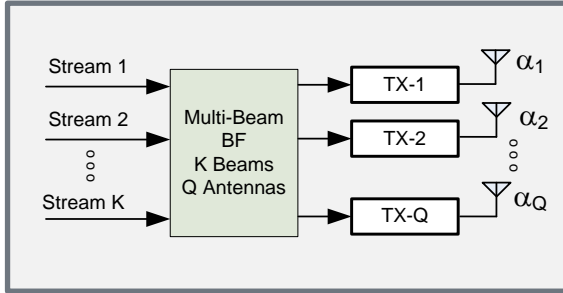 Stream 1
Stream 2
Stream K
Multi-Beam
BF
K Beams
Q Antennas
TX-1
TX-2
TX-Q
α1
α2
αQ